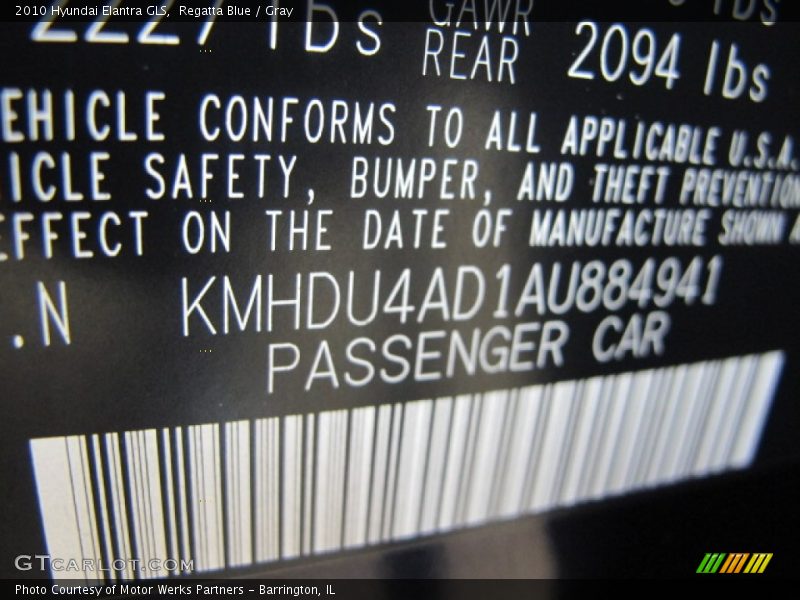 2010 Hyundai Elantra GLS,  Regatta Blue / Gray
2227 lbs
GAWR
REAR 2094 lbs
EHICLE CONFORMS TO ALL APPLICABLE U.S.A.
ICLE SAFETY, BUMPER, AND THEFT PREVENTION
EFFECT ON THE DATE OF MANUFACTURE SHOWN A
.N KMHDU4AD1AU884941
PASSENGER CAR
GTCARLOT.COM
Photo Courtesy of Motor Werks Partners - Barrington, IL